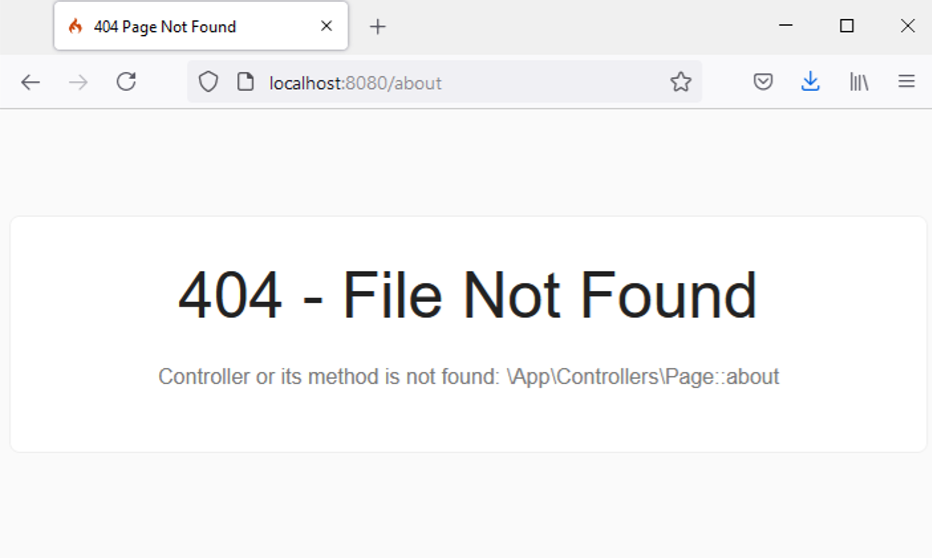 404 Page Not Found
localhost:8080/about
404 - File Not Found
Controller or its method is not found: \App\Controllers\Page::about